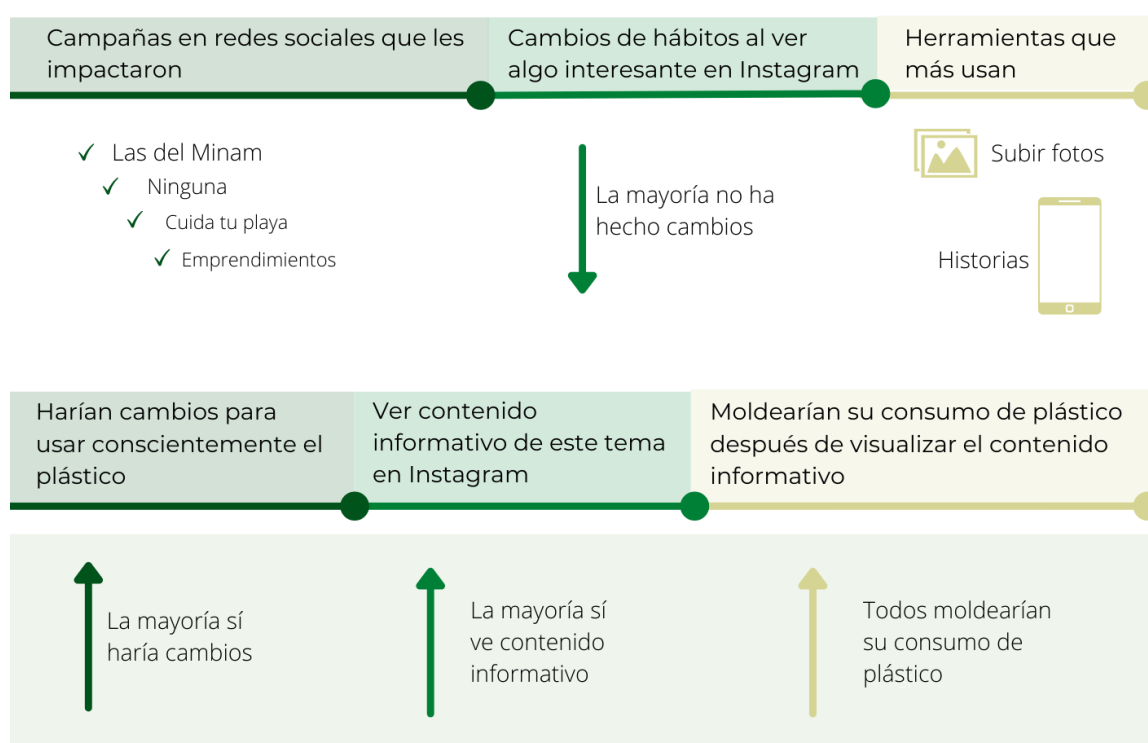 Campañas en redes sociales que les
impactaron
Cambios de hábitos al ver
algo interesante en Instagram
Herramientas que
más usan
Las del Minam
Ninguna
Cuida tu playa
Emprendimientos
La mayoría no ha
hecho cambios
Subir fotos
Historias
Harían cambios para
usar conscientemente el
plástico
Ver contenido
informativo de este tema
en Instagram
Moldearían su consumo de plástico
después de visualizar el contenido
informativo
La mayoría sí
haría cambios
La mayoría sí
ve contenido
informativo
Todos moldearían
su consumo de
plástico